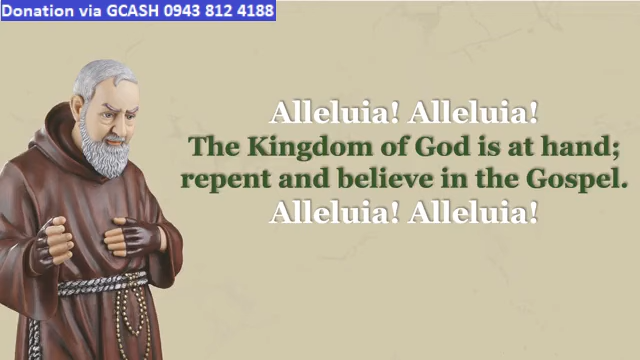 Donation via GCASH 0943 812 4188
Alleluia! Alleluia!
The Kingdom of God is at hand;
repent and believe in the Gospel.
Alleluia! Alleluia!